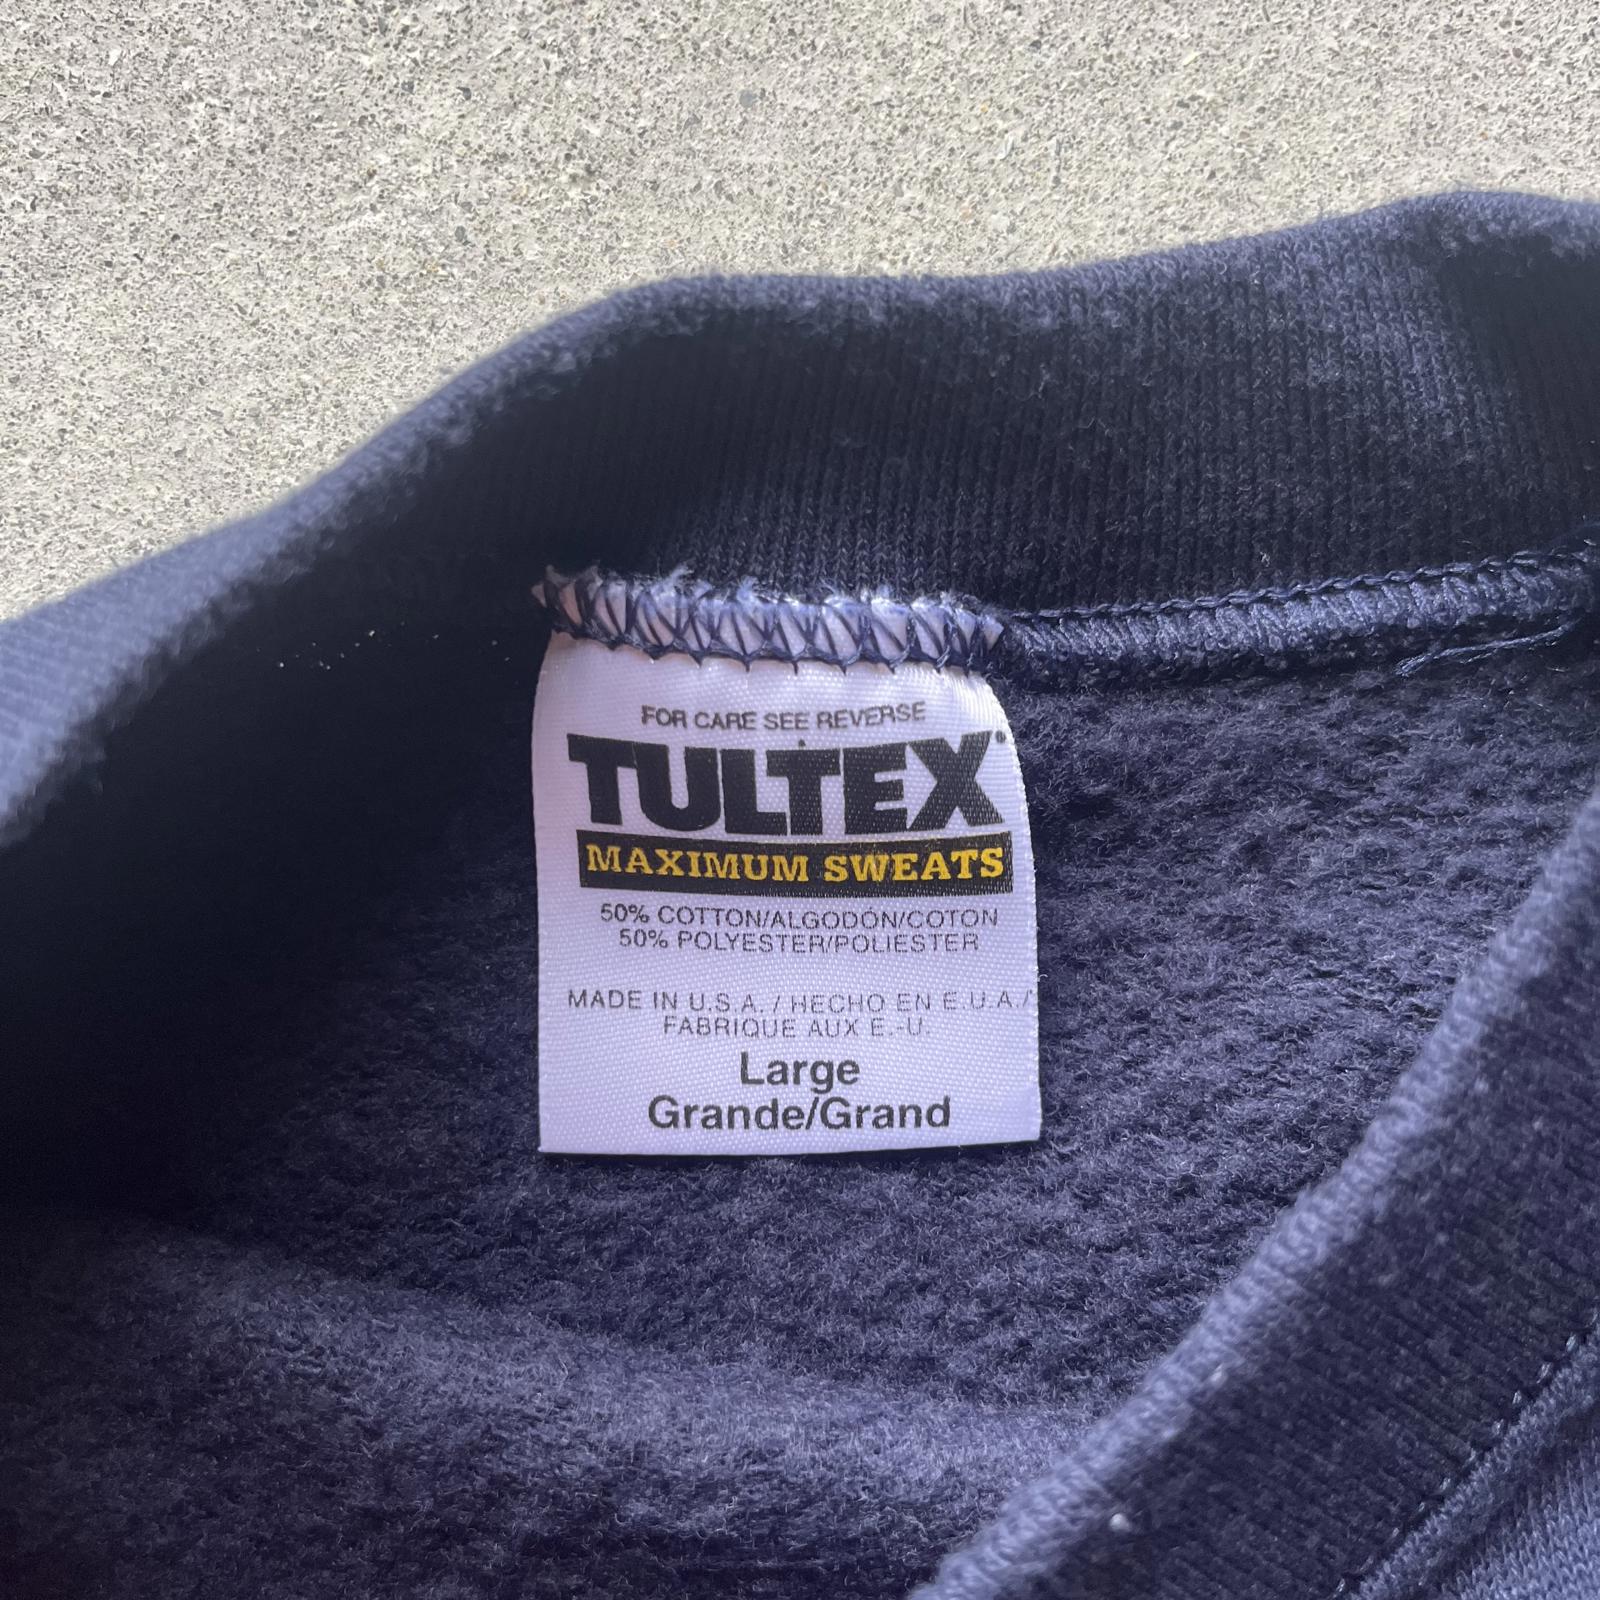 FOR CARE SEE REVERSE
TULTEX®
MAXIMUM SWEATS
50% COTTON/ALGODÓN/COTON
50% POLYESTER/POLIESTER
MADE IN U.S.A. / HECHO EN E.U.A./
FABRIQUE AUX E.-U.
Large
Grande/Grand